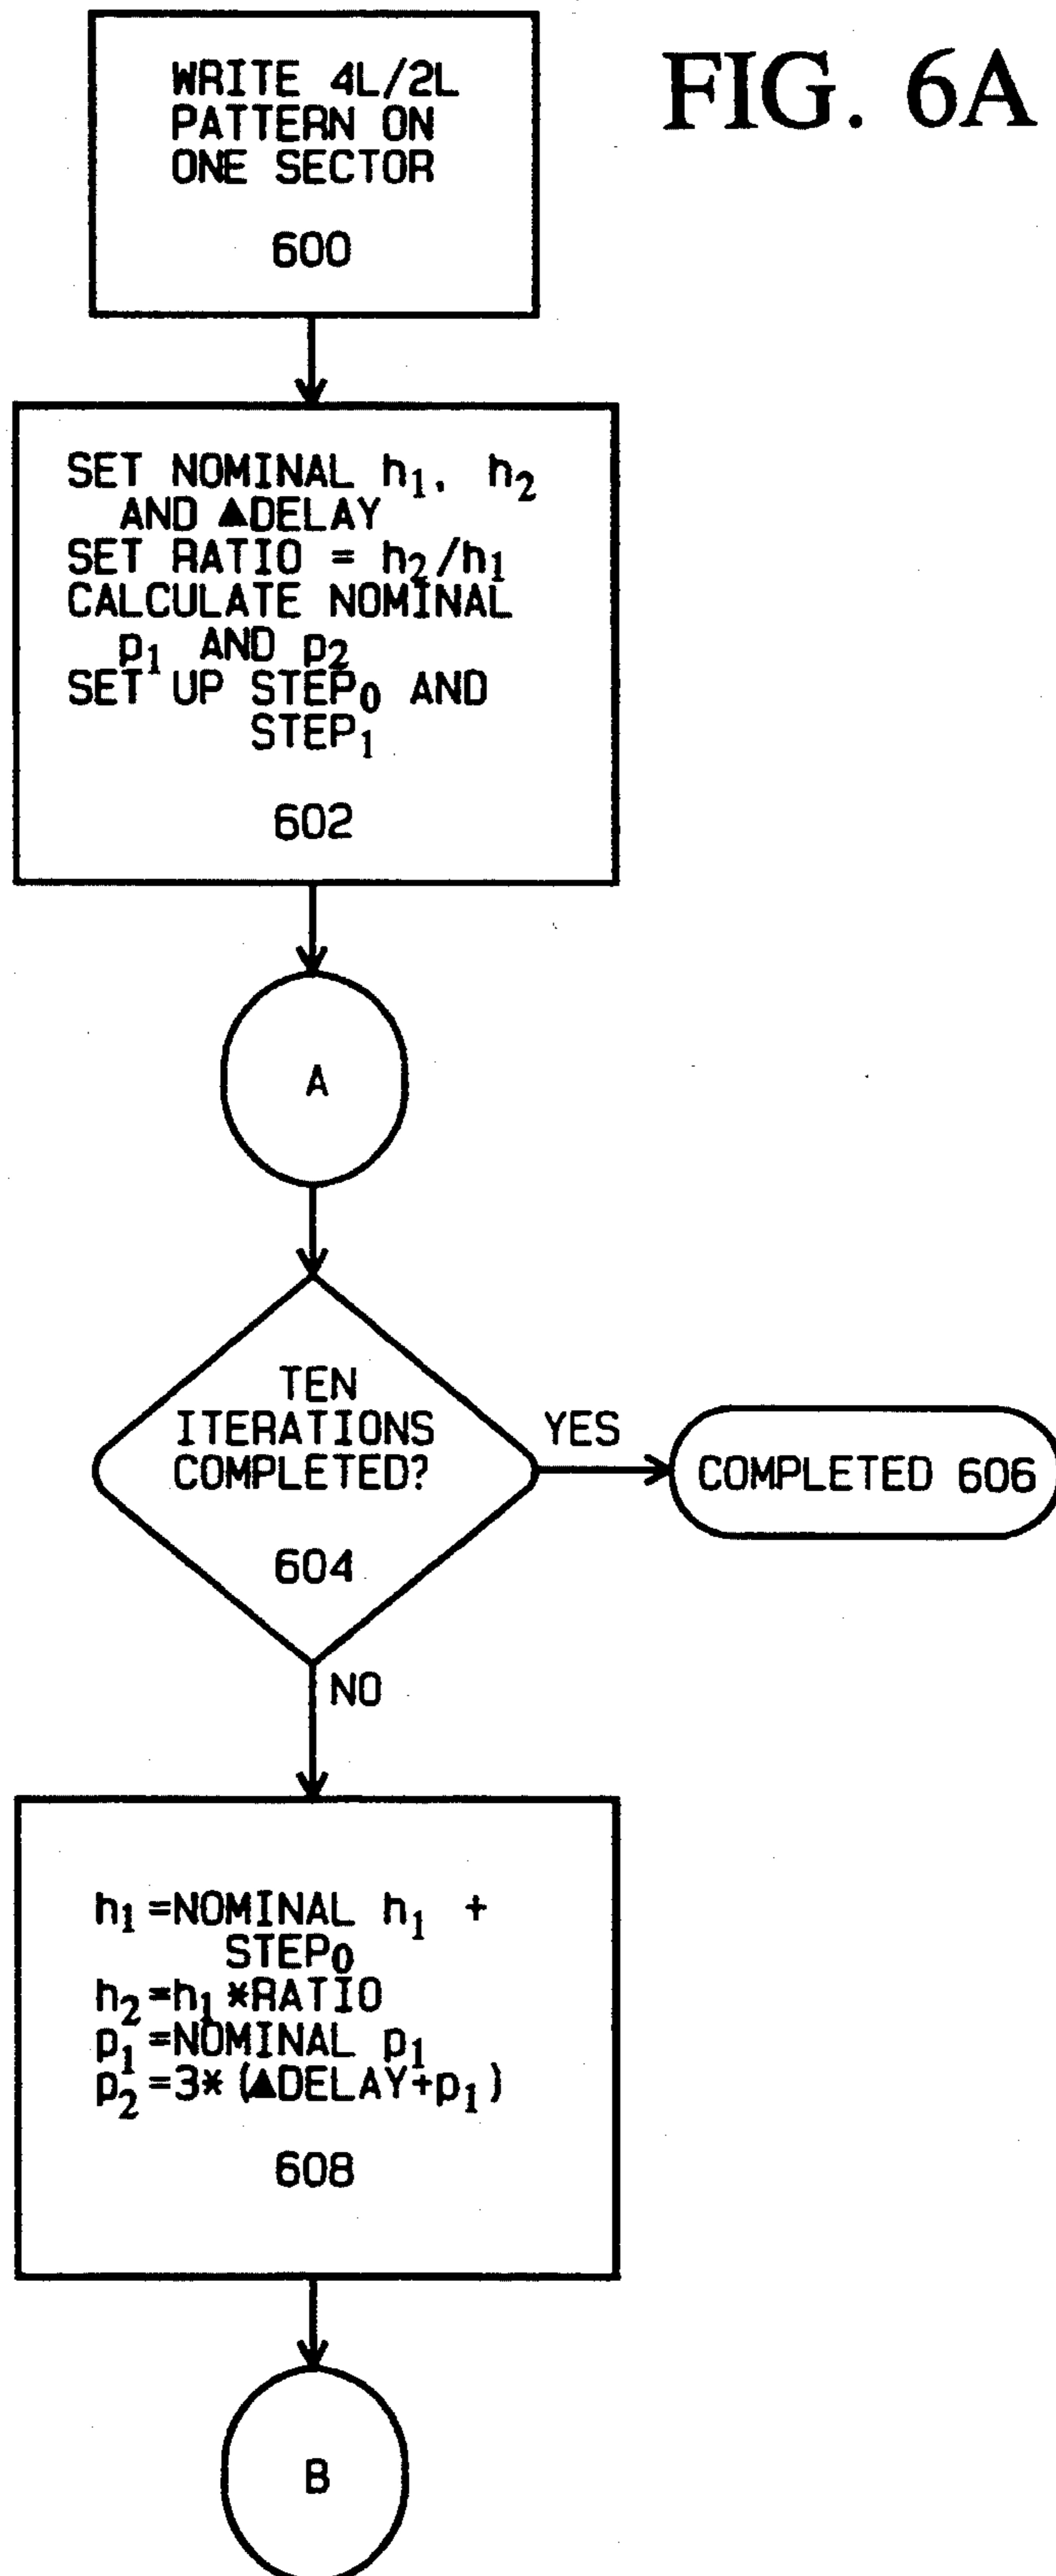 FIG. 6A
WRITE 4L/2L
PATTERN ON
ONE SECTOR
600
SET NOMINAL h₁, h₂
AND ▲DELAY
SET RATIO = h₂/h₁
CALCULATE NOMINAL
p₁ AND p₂
SET UP STEP₀ AND
STEP₁
602
A
TEN
ITERATIONS
COMPLETED?
604
YES
COMPLETED 606
NO
h₁=NOMINAL h₁ +
STEP₀
h₂=h₁*RATIO
p₁=NOMINAL p₁
p₂=3*(▲DELAY+p₁)
608
B